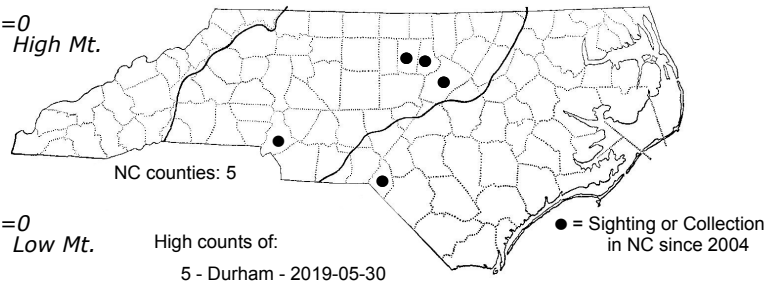 =0
High Mt.
NC counties: 5
=0
Low Mt.
High counts of:
5 - Durham - 2019-05-30
● = Sighting or Collection
in NC since 2004